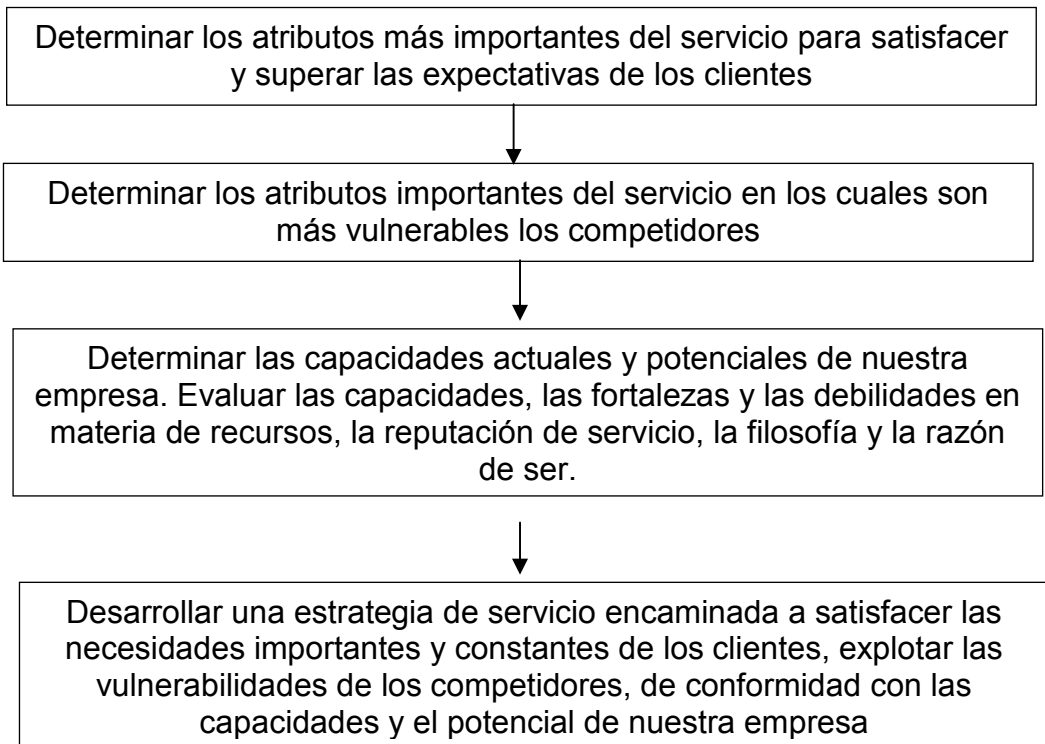 Determinar los atributos más importantes del servicio para satisfacer
y superar las expectativas de los clientes
Determinar los atributos importantes del servicio en los cuales son
más vulnerables los competidores
Determinar las capacidades actuales y potenciales de nuestra
empresa. Evaluar las capacidades, las fortalezas y las debilidades en
materia de recursos, la reputación de servicio, la filosofía y la razón
de ser.
Desarrollar una estrategia de servicio encaminada a satisfacer las
necesidades importantes y constantes de los clientes, explotar las
vulnerabilidades de los competidores, de conformidad con las
capacidades y el potencial de nuestra empresa